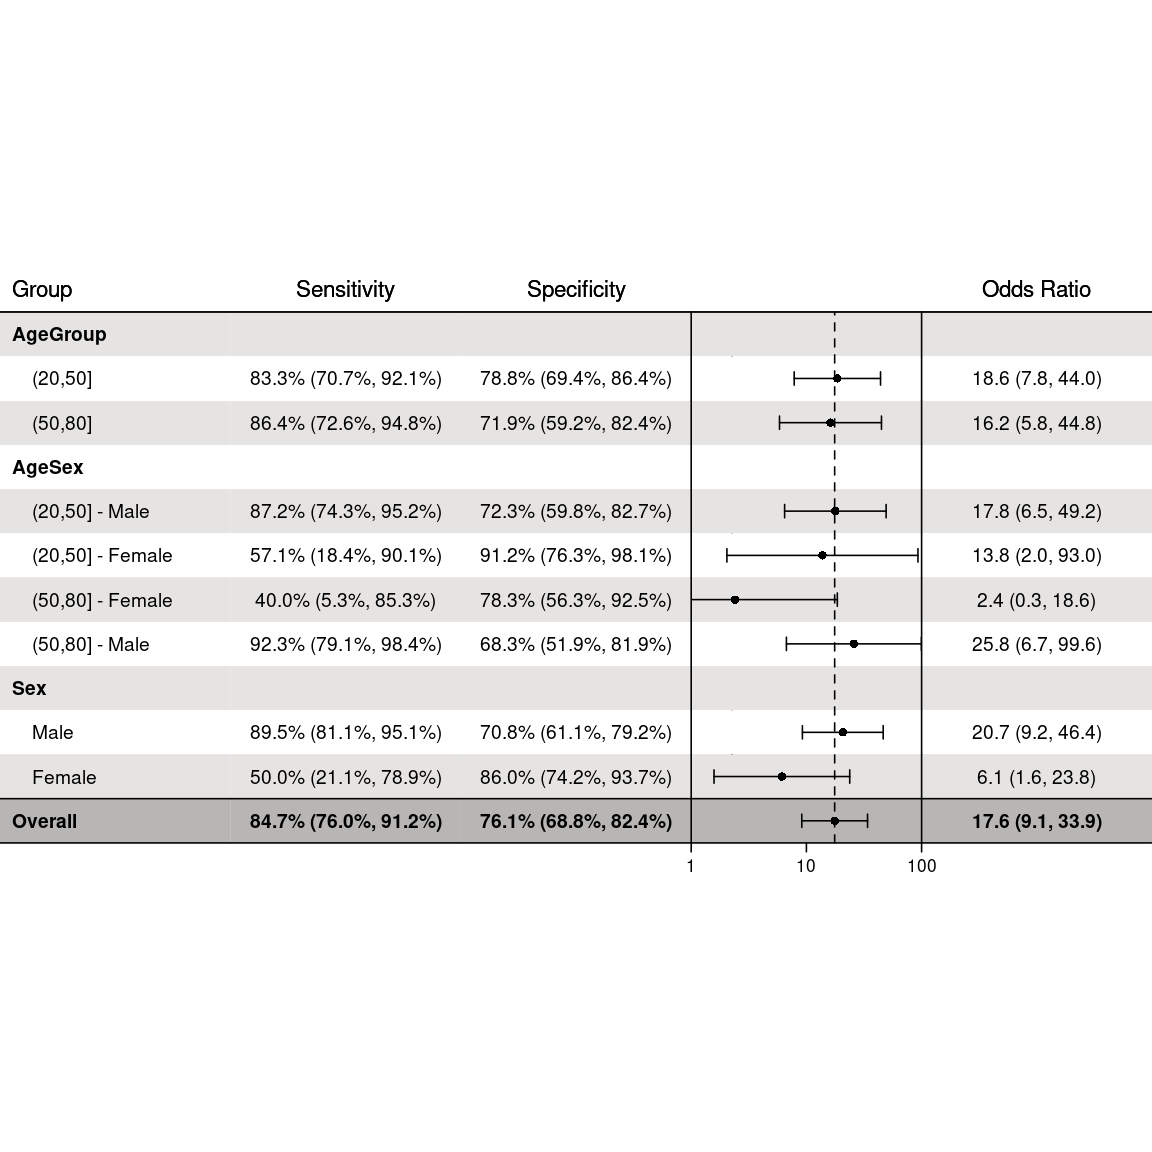 Group Sensitivity Specificity Odds Ratio
AgeGroup
(20,50] 83.3% (70.7%, 92.1%) 78.8% (69.4%, 86.4%) 18.6 (7.8, 44.0)
(50,80] 86.4% (72.6%, 94.8%) 71.9% (59.2%, 82.4%) 16.2 (5.8, 44.8)
AgeSex
(20,50] - Male 87.2% (74.3%, 95.2%) 72.3% (59.8%, 82.7%) 17.8 (6.5, 49.2)
(20,50] - Female 57.1% (18.4%, 90.1%) 91.2% (76.3%, 98.1%) 13.8 (2.0, 93.0)
(50,80] - Female 40.0% (5.3%, 85.3%) 78.3% (56.3%, 92.5%) 2.4 (0.3, 18.6)
(50,80] - Male 92.3% (79.1%, 98.4%) 68.3% (51.9%, 81.9%) 25.8 (6.7, 99.6)
Sex
Male 89.5% (81.1%, 95.1%) 70.8% (61.1%, 79.2%) 20.7 (9.2, 46.4)
Female 50.0% (21.1%, 78.9%) 86.0% (74.2%, 93.7%) 6.1 (1.6, 23.8)
Overall 84.7% (76.0%, 91.2%) 76.1% (68.8%, 82.4%) 17.6 (9.1, 33.9)
1 10 100